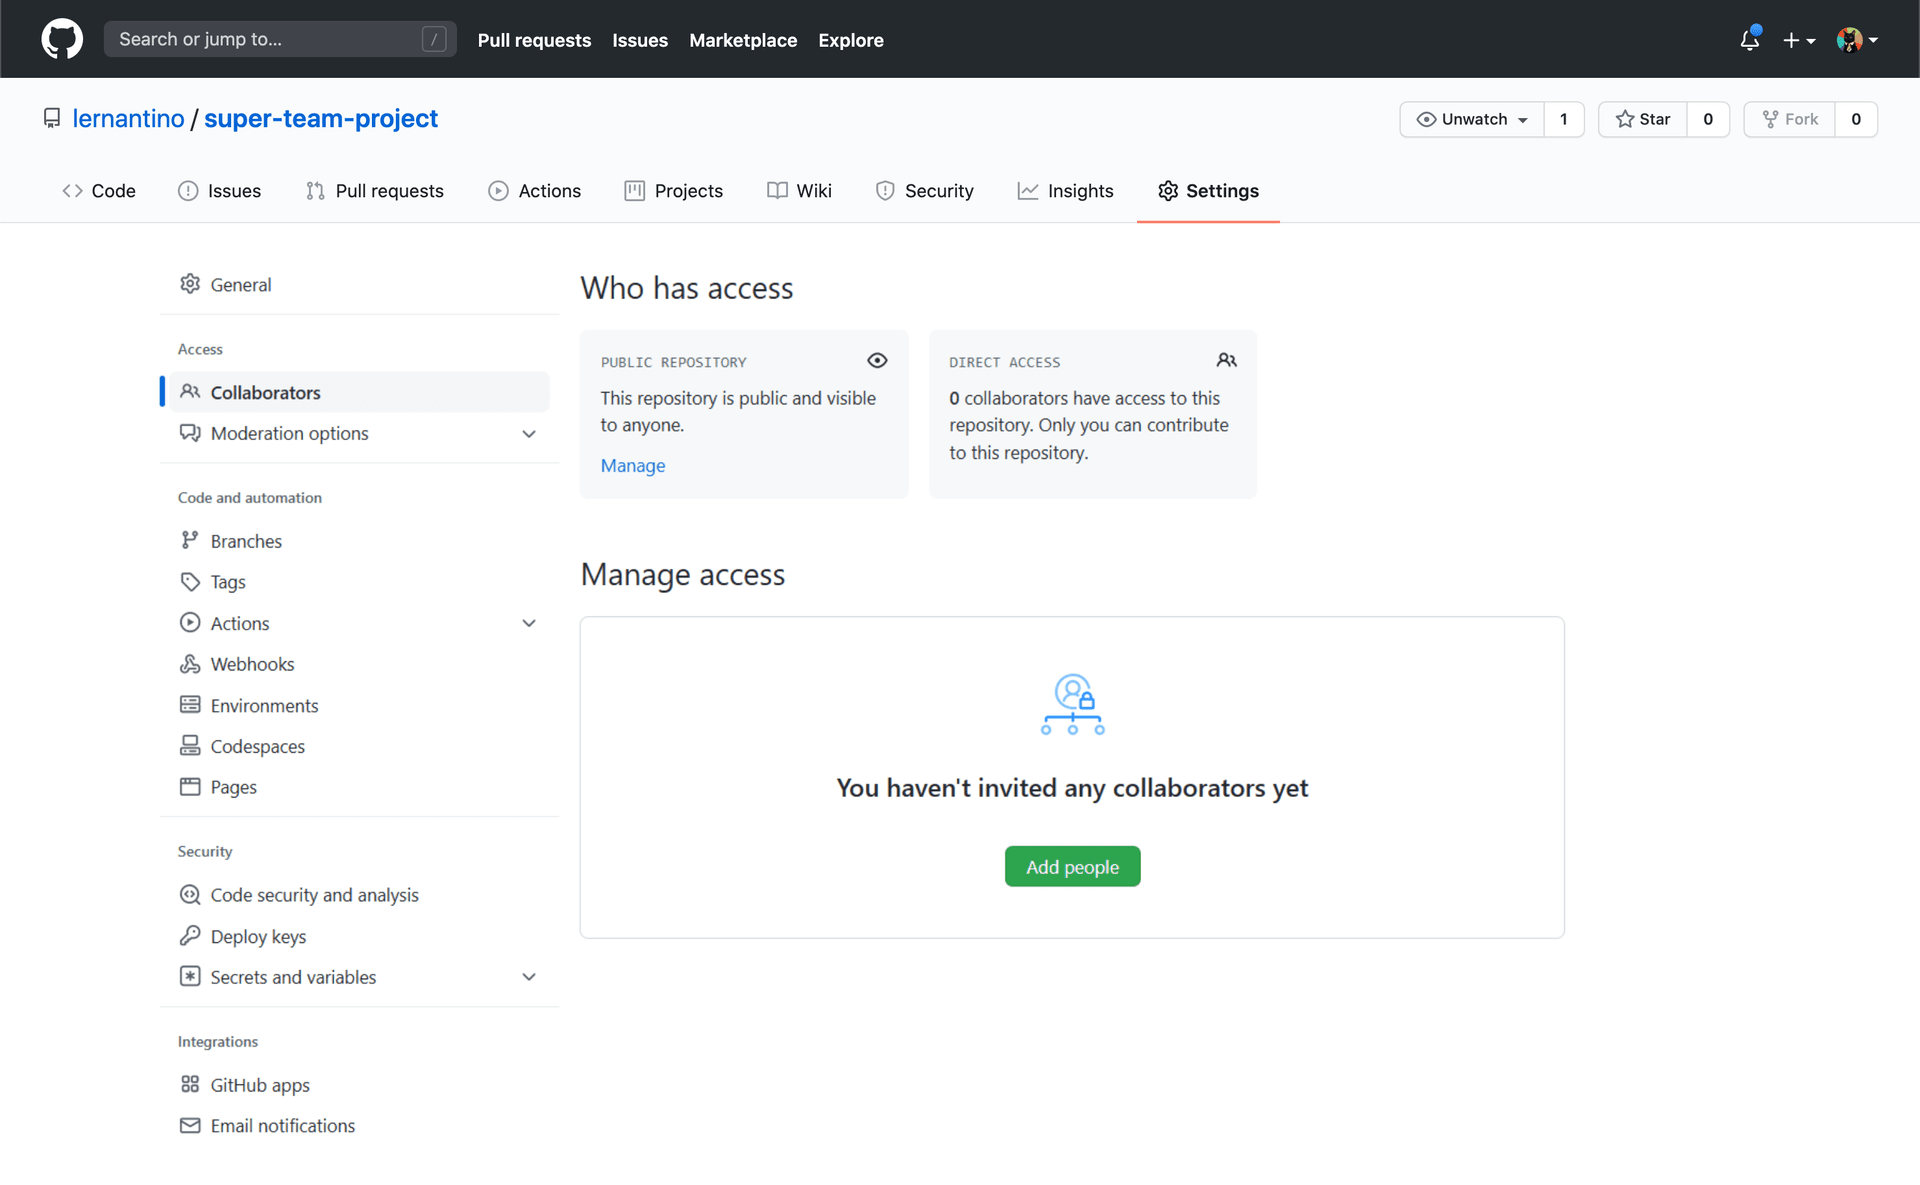 Search or jump to... /
Pull requests Issues Marketplace Explore
lernantino / super-team-project
Unwatch 1 Star 0 Fork 0
Code Issues Pull requests Actions Projects Wiki Security Insights Settings
General
Access
Collaborators
Moderation options
Code and automation
Branches
Tags
Actions
Webhooks
Environments
Codespaces
Pages
Security
Code security and analysis
Deploy keys
Secrets and variables
Integrations
GitHub apps
Email notifications
Who has access
PUBLIC REPOSITORY
This repository is public and visible
to anyone.
Manage
DIRECT ACCESS
0 collaborators have access to this
repository. Only you can contribute
to this repository.
Manage access
You haven't invited any collaborators yet
Add people